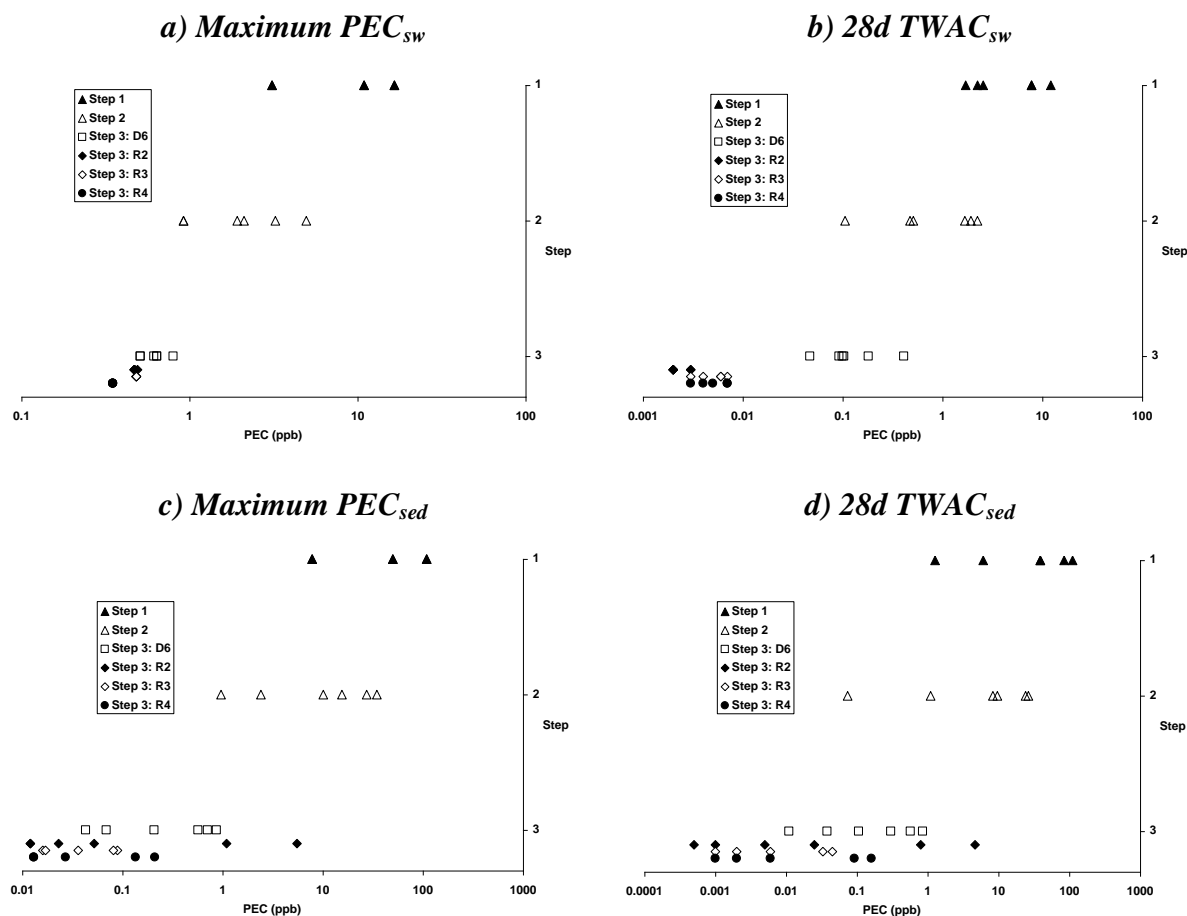 a) Maximum PECsw
Step 1
Step 2
Step 3: D6
Step 3: R2
Step 3: R3
Step 3: R4
1
2
3
Step
0.1
1
10
100
PEC (ppb)
b) 28d TWACsw
Step 1
Step 2
Step 3: D6
Step 3: R2
Step 3: R3
Step 3: R4
1
2
3
Step
0.001
0.01
0.1
1
10
100
PEC (ppb)
c) Maximum PECsed
Step 1
Step 2
Step 3: D6
Step 3: R2
Step 3: R3
Step 3: R4
1
2
3
Step
0.01
0.1
1
10
100
1000
PEC (ppb)
d) 28d TWACsed
Step 1
Step 2
Step 3: D6
Step 3: R2
Step 3: R3
Step 3: R4
1
2
3
Step
0.0001
0.001
0.01
0.1
1
10
100
1000
PEC (ppb)